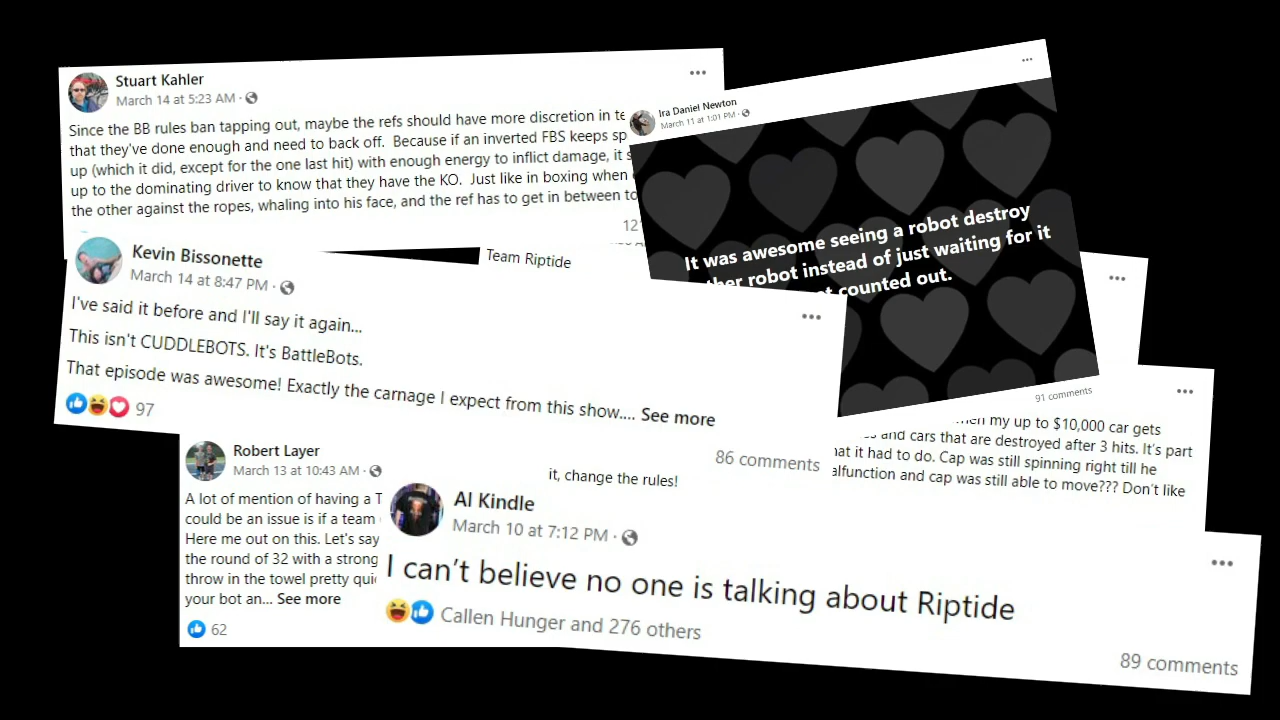 Stuart Kahler
March 14 at 5:23 AM ·
Since the BB rules ban tapping out, maybe the refs should have more discretion in
that they've done enough and need to back off. Because if an inverted FBS keeps
up (which it did, except for the one last hit) with enough energy to inflict damage, it
up to the dominating driver to know that they have the KO. Just like in boxing when
the other against the ropes, whaling into his face, and the ref has to get in between
Ira Daniel Newton
March 11 at 1:01 PM ·
It was awesome seeing a robot destroy
robot instead of just waiting for it
counted out.
91 comments
Team Riptide
Kevin Bissonette
March 14 at 8:47 PM ·
I've said it before and I'll say it again...
This isn't CUDDLEBOTS. It's BattleBots.
That episode was awesome! Exactly the carnage I expect from this show.... See more
97
86 comments
my up to $10,000 car gets
and cars that are destroyed after 3 hits. It's part
it had to do. Cap was still spinning right till he
and cap was still able to move??? Don't like
Robert Layer
March 13 at 10:43 AM ·
A lot of mention of having a
could be an issue is if a team
Here me out on this. Let's say
the round of 32 with a strong
throw in the towel pretty
your bot an... See more
62
it, change the rules!
Al Kindle
March 10 at 7:12 PM ·
I can't believe no one is talking about Riptide
Callen Hunger and 276 others
89 comments